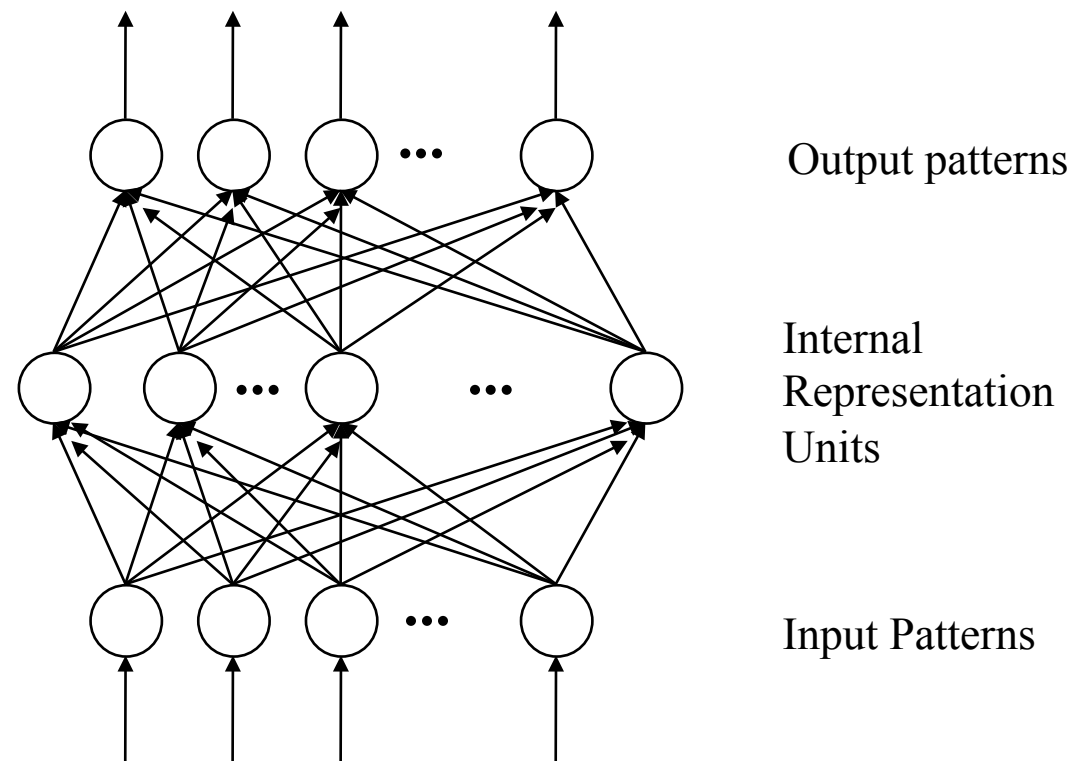 Output patterns
Internal
Representation
Units
Input Patterns